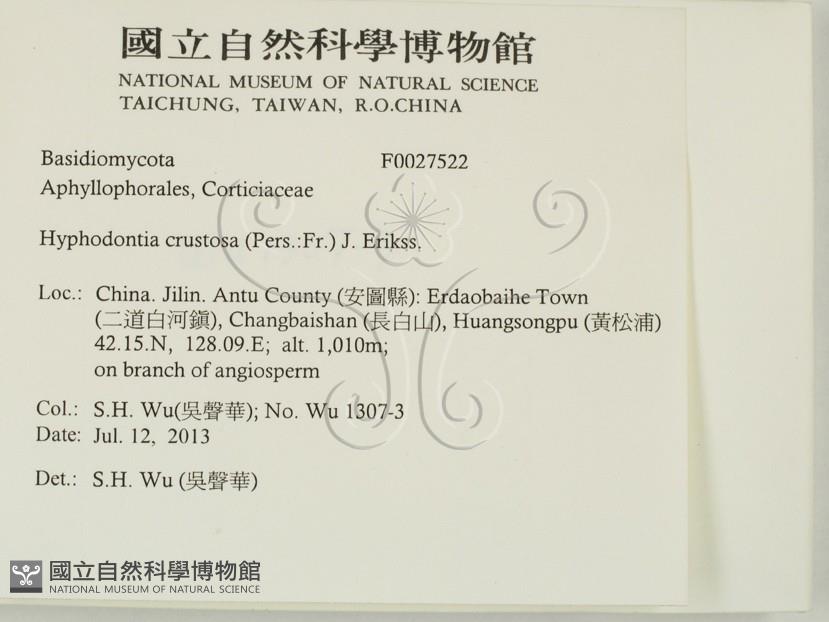 國立自然科學博物館
NATIONAL MUSEUM OF NATURAL SCIENCE
TAICHUNG, TAIWAN, R.O.CHINA
Basidiomycota F0027522
Aphyllophorales, Corticiaceae
Hyphodontia crustosa (Pers.:Fr.) J. Erikss.
Loc.: China. Jilin. Antu County (安圖縣): Erdaobaihe Town
(二道白河鎮), Changbaishan (長白山), Huangsongpu (黃松浦)
42.15.N, 128.09.E; alt. 1,010m;
on branch of angiosperm
Col.: S.H. Wu(吳聲華); No. Wu 1307-3
Date: Jul. 12, 2013
Det.: S.H. Wu (吳聲華)
國立自然科學博物館
NATIONAL MUSEUM OF NATURAL SCIENCE